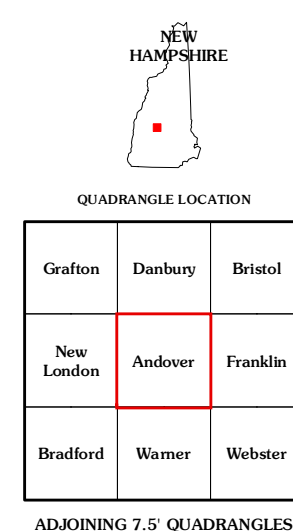 NEW
HAMPSHIRE
QUADRANGLE LOCATION
Grafton Danbury Bristol
New
London Andover Franklin
Bradford Warner Webster
ADJOINING 7.5' QUADRANGLES